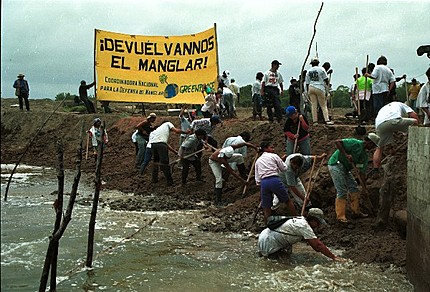 ¡DEVUÉLVANNOS
EL MANGLAR!
COORDINADORA NACIONAL
PARA LA DEFENSA DEL MANGLAR
GREENPEACE